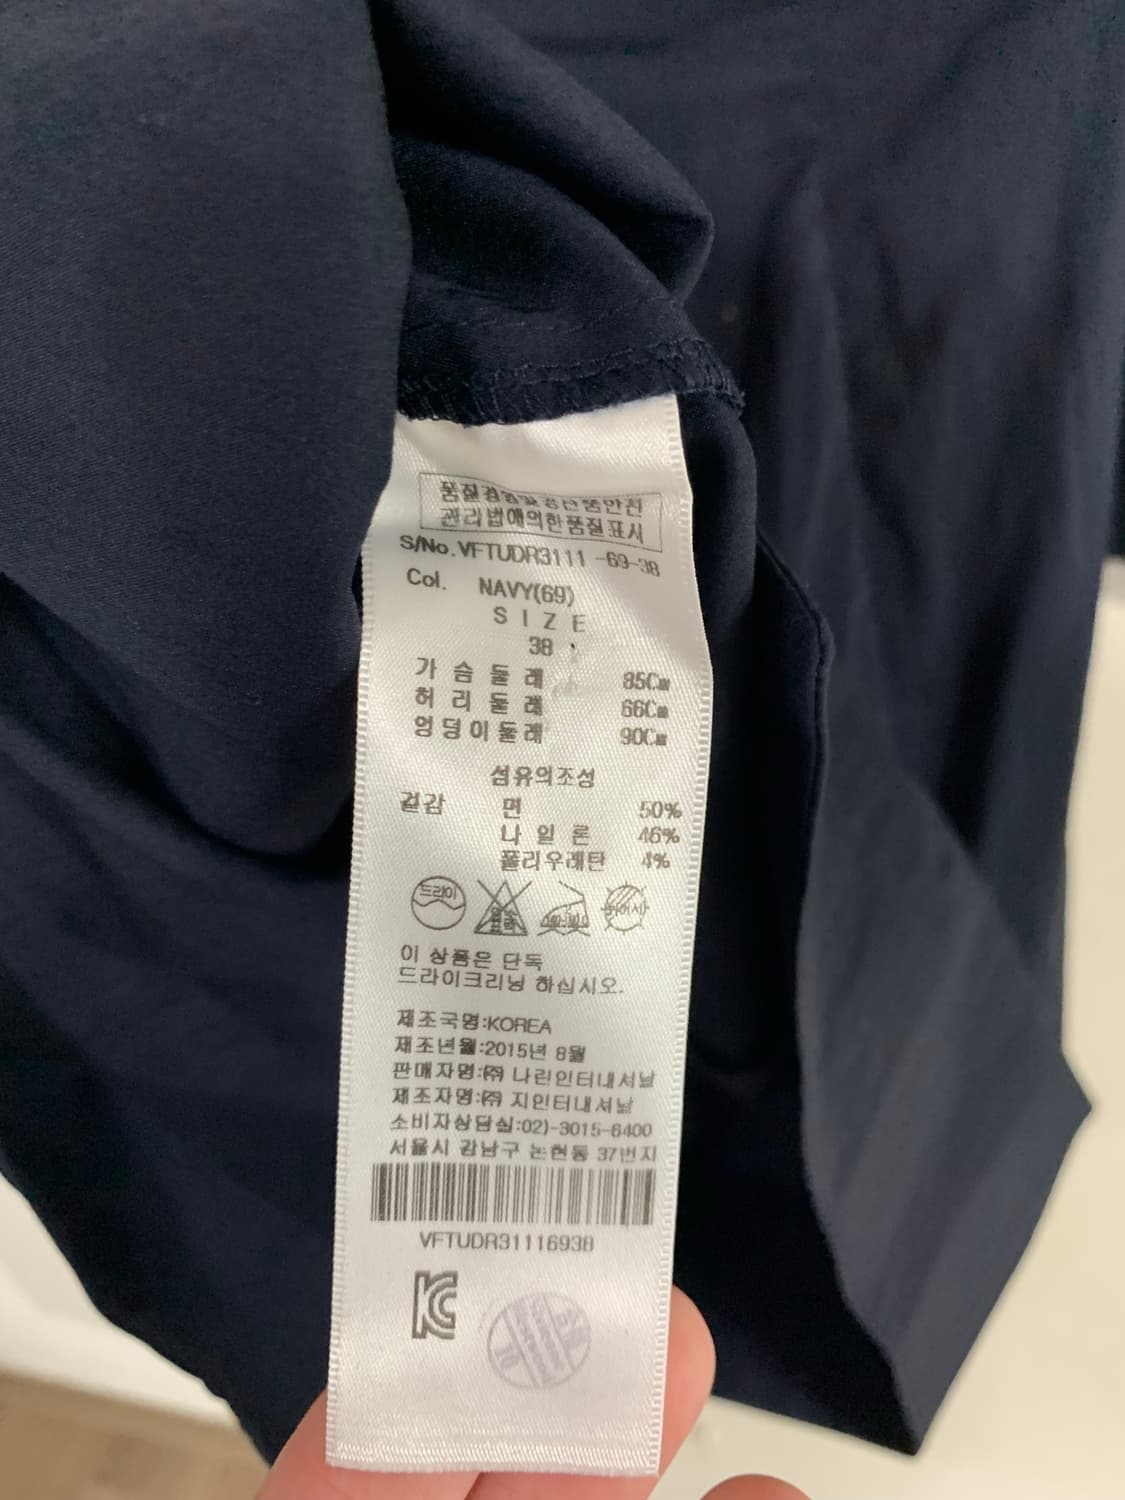 품질경영및공산품안전
관리법에의한품질표시
S/No.VFTUDR3111 -69-38
Col. NAVY(69)
SIZE
38
가슴둘레 85Cm
허리둘레 66Cm
엉덩이둘레 90Cm
섬유의조성
겉감 면 50%
나일론 46%
폴리우레탄 4%
드라이
이 상품은 단독
드라이크리닝 하십시오.
제조국명:KOREA
제조년월:2015년 8월
판매자명:㈜ 나린인터내셔날
제조자명:㈜ 지인터내셔날
소비자상담실:02)-3015-6400
서울시 강남구 논현동 37번지
VFTUDR31116938
KC